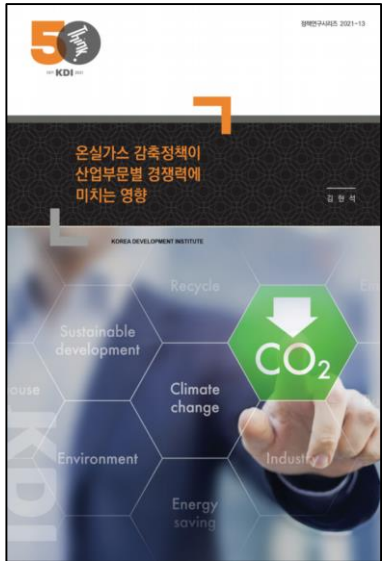 정책연구시리즈 2021-13
50
Think.
KDI
온실가스 감축정책이
산업부문별 경쟁력에
미치는 영향
김현석
KOREA DEVELOPMENT INSTITUTE
Recycle
Sustainable
development
CO₂
Climate
change
Environment
Industry
Energy
saving
KDI